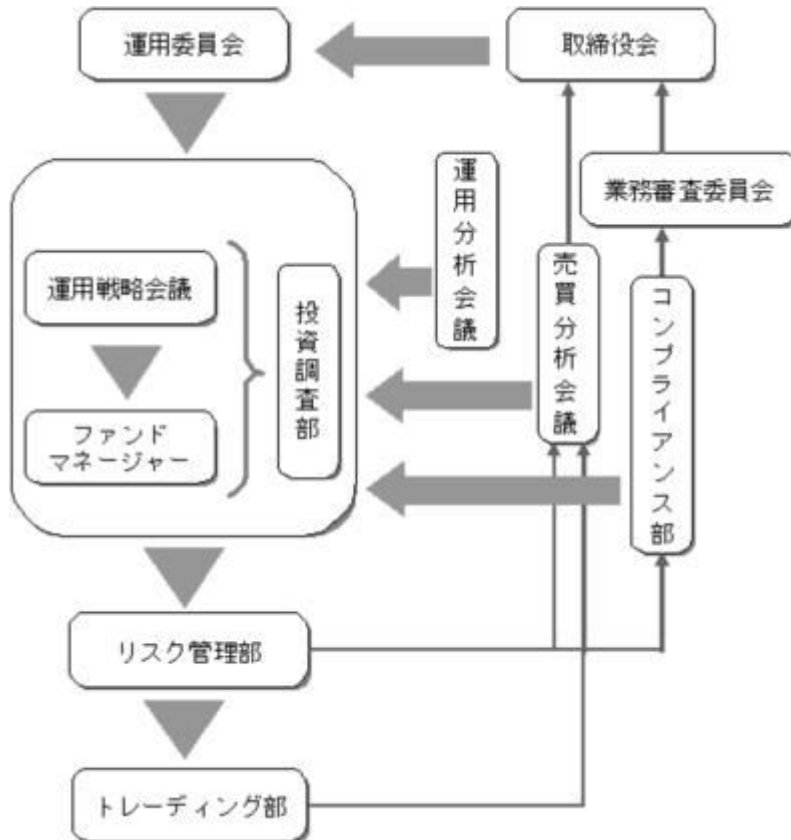 運用委員会
取締役会
業務審査委員会
運用分析会議
売買分析会議
コンプライアンス部
運用戦略会議
投資調査部
ファンド
マネージャー
リスク管理部
トレーディング部